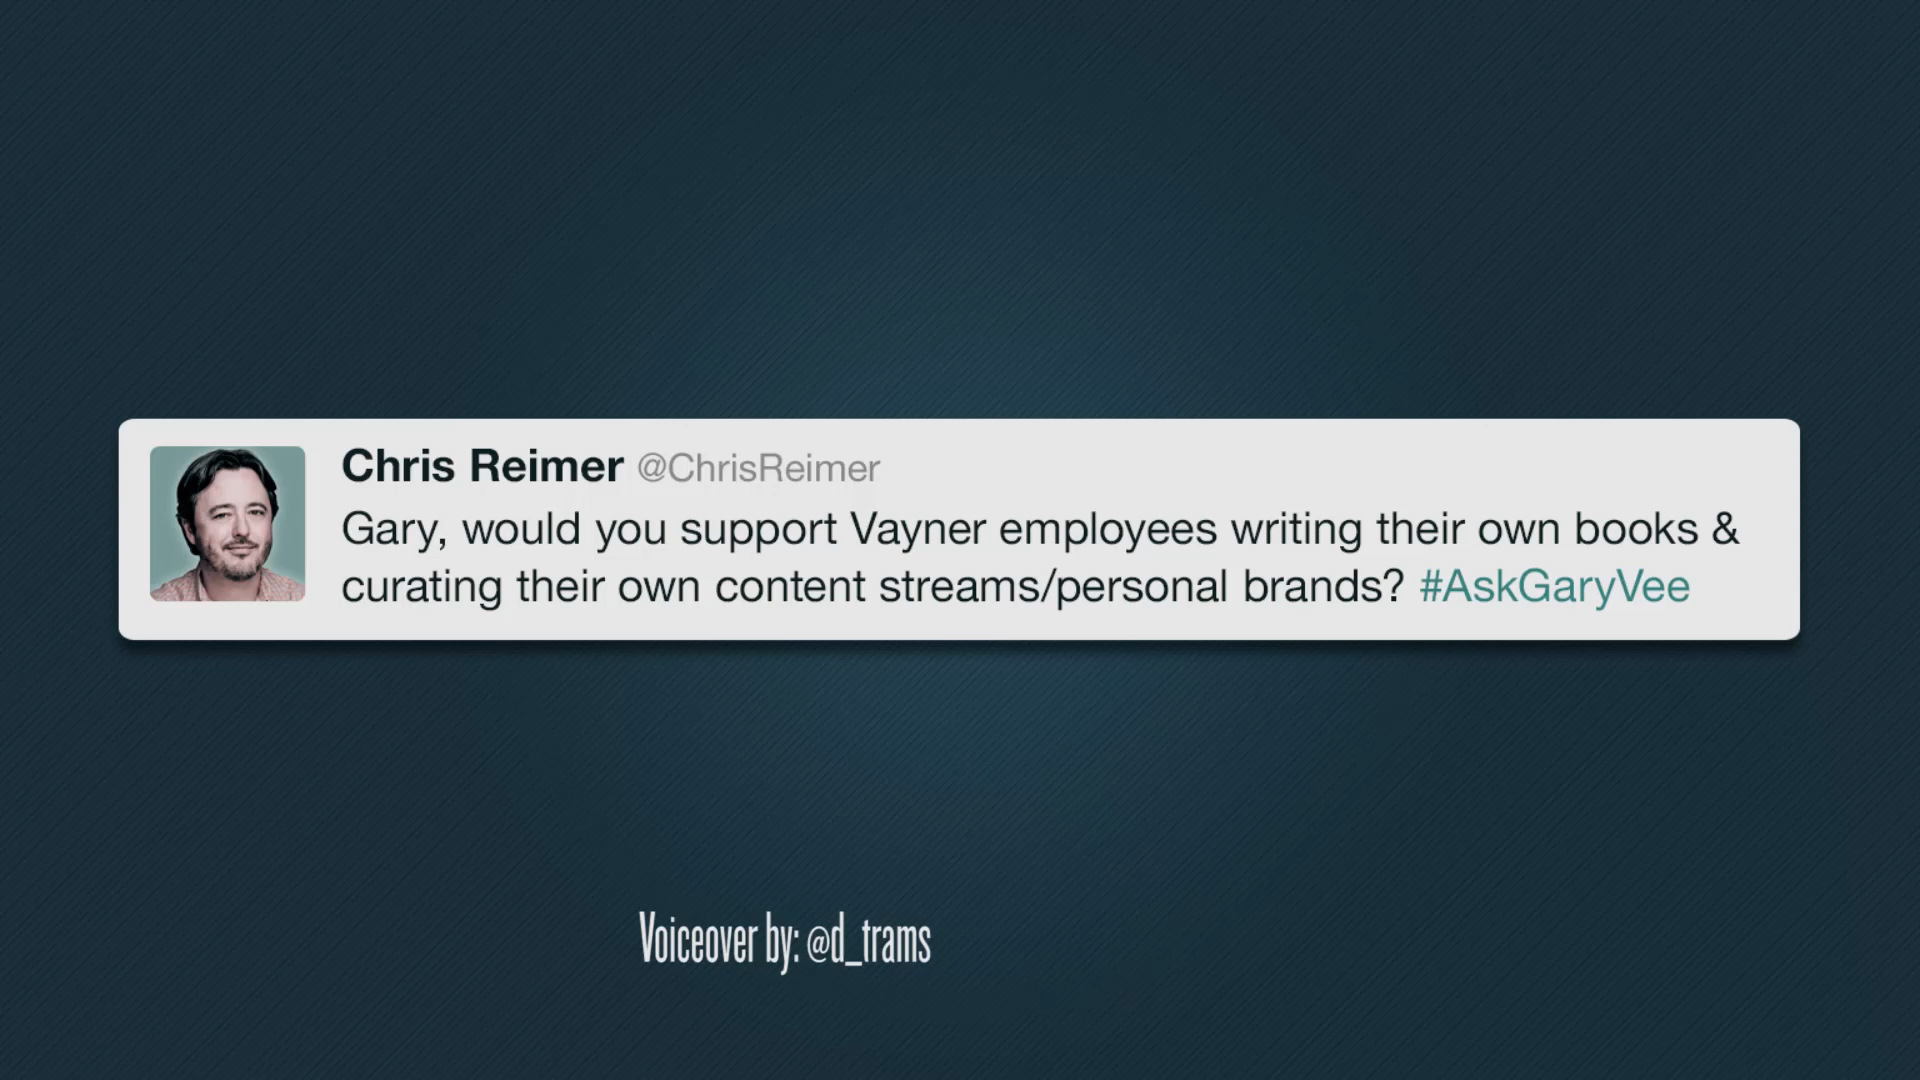 Chris Reimer @ChrisReimer
Gary, would you support Vayner employees writing their own books &
curating their own content streams/personal brands? #AskGaryVee
Voiceover by: @d_trams